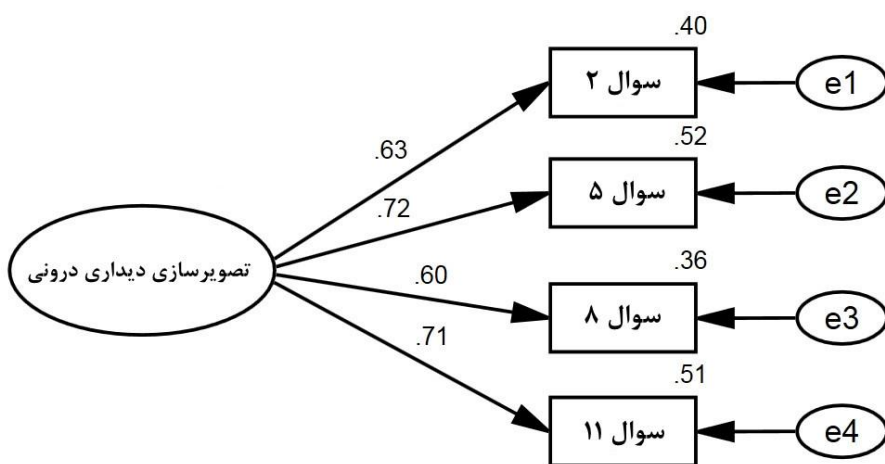 .40
سوال ۲
e1
.63
.52
سوال ۵
e2
.72
تصویرسازی دیداری درونی
.36
.60
سوال ۸
e3
.71
.51
سوال ۱۱
e4